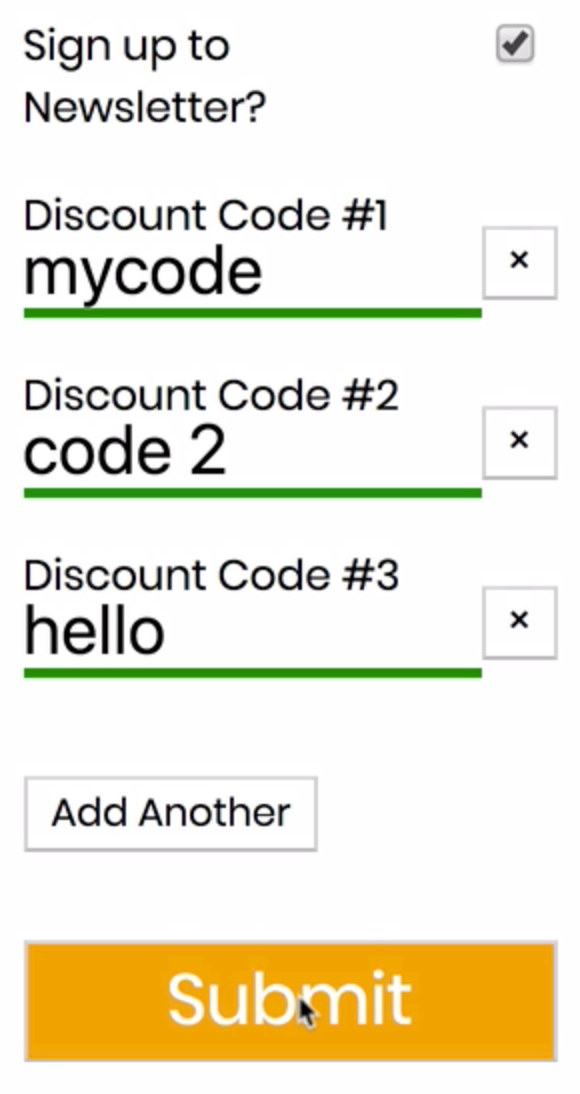 Sign up to
Newsletter?
Discount Code #1
mycode
×
Discount Code #2
code 2
×
Discount Code #3
hello
×
Add Another
Submit